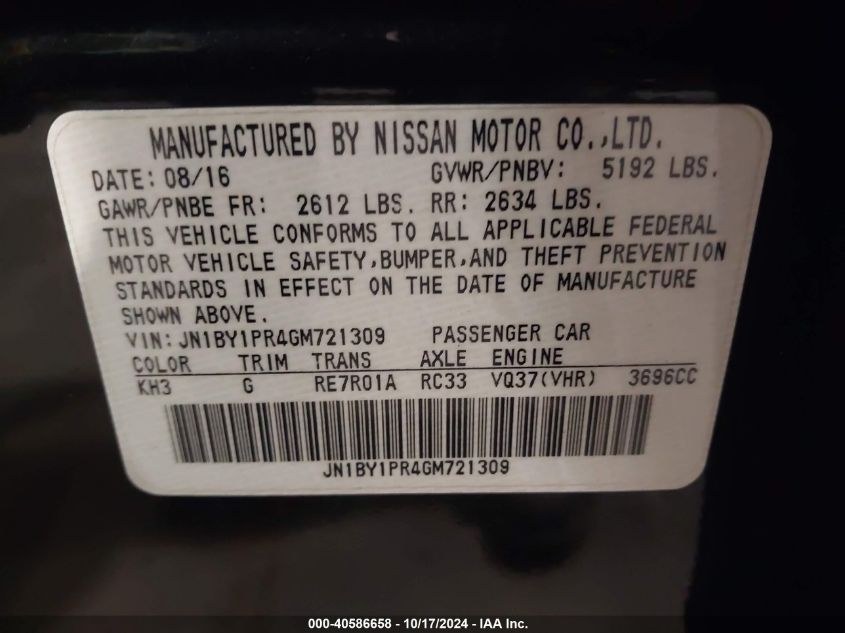 MANUFACTURED BY NISSAN MOTOR CO.,LTD.
DATE: 08/16 GVWR/PNBV: 5192 LBS.
GAWR/PNBE FR: 2612 LBS. RR: 2634 LBS.
THIS VEHICLE CONFORMS TO ALL APPLICABLE FEDERAL
MOTOR VEHICLE SAFETY,BUMPER,AND THEFT PREVENTION
STANDARDS IN EFFECT ON THE DATE OF MANUFACTURE
SHOWN ABOVE.
VIN: JN1BY1PR4GM721309 PASSENGER CAR
COLOR TRIM TRANS AXLE ENGINE
KH3 G RE7R01A RC33 VQ37(VHR) 3696CC
JN1BY1PR4GM721309
000-40586658 - 10/17/2024 - IAA Inc.